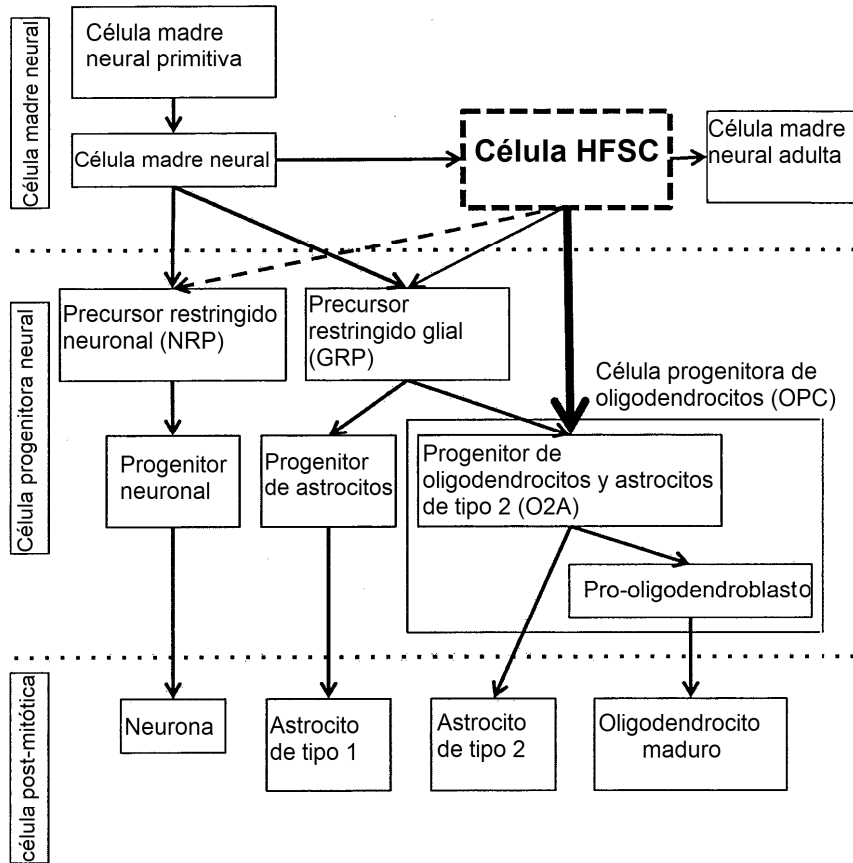 Célula madre neural
Célula madre
neural primitiva
Célula madre neural
Célula HFSC
Célula madre
neural adulta
Célula progenitora neural
Precursor restringido
neuronal (NRP)
Precursor
restringido glial
(GRP)
Célula progenitora de
oligodendrocitos (OPC)
Progenitor
neuronal
Progenitor
de astrocitos
Progenitor de
oligodendrocitos y astrocitos
de tipo 2 (O2A)
Pro-oligodendroblasto
célula post-mitótica
Neurona
Astrocito
de tipo 1
Astrocito
de tipo 2
Oligodendrocito
maduro